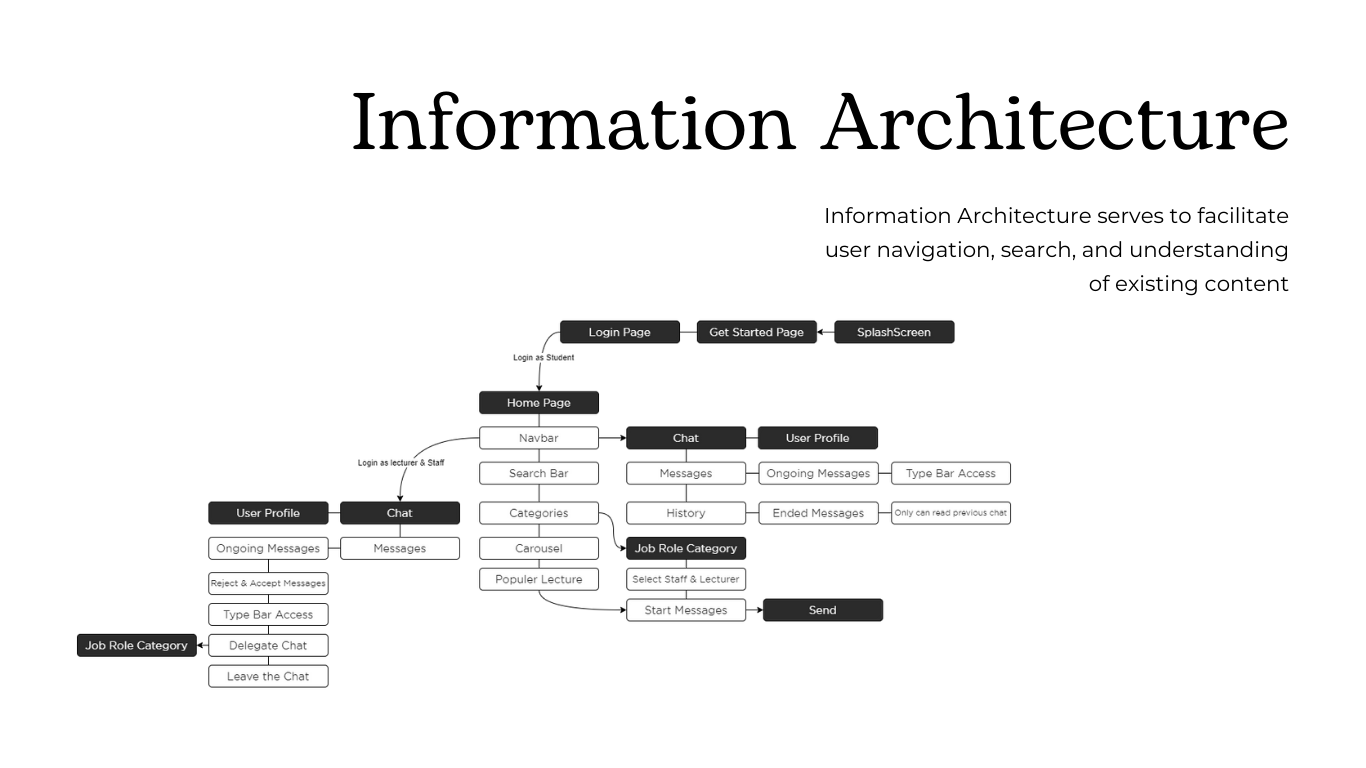 Information Architecture
Information Architecture serves to facilitate
user navigation, search, and understanding
of existing content
Login Page
Get Started Page
SplashScreen
Login as Student
Home Page
Navbar
Chat
User Profile
Login as lecturer & Staff
Search Bar
Messages
Ongoing Messages
Type Bar Access
User Profile
Chat
Categories
History
Ended Messages
Only can read previous chat
Ongoing Messages
Messages
Carousel
Job Role Category
Reject & Accept Messages
Populer Lecture
Select Staff & Lecturer
Type Bar Access
Start Messages
Send
Job Role Category
Delegate Chat
Leave the Chat